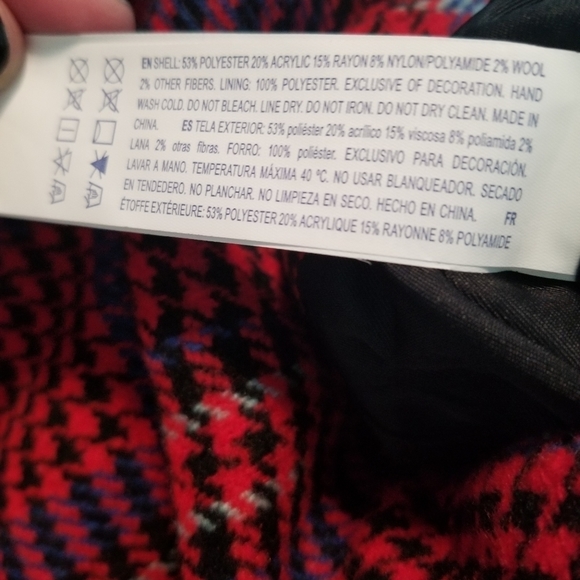 EN SHELL: 53% POLYESTER 20% ACRYLIC 15% RAYON 8% NYLON/POLYAMIDE 2% WOOL
2% OTHER FIBERS. LINING: 100% POLYESTER. EXCLUSIVE OF DECORATION. HAND
WASH COLD. DO NOT BLEACH. LINE DRY. DO NOT IRON. DO NOT DRY CLEAN. MADE IN
CHINA. ES TELA EXTERIOR: 53% poliéster 20% acrílico 15% viscosa 8% poliamida 2%
LANA 2% otras fibras. FORRO: 100% poliéster. EXCLUSIVO PARA DECORACIÓN.
LAVAR A MANO. TEMPERATURA MÁXIMA 40 ºC. NO USAR BLANQUEADOR. SECADO
EN TENDEDERO. NO PLANCHAR. NO LIMPIEZA EN SECO. HECHO EN CHINA. FR
ÉTOFFE EXTÉRIEURE: 53% POLYESTER 20% ACRYLIQUE 15% RAYONNE 8% POLYAMIDE